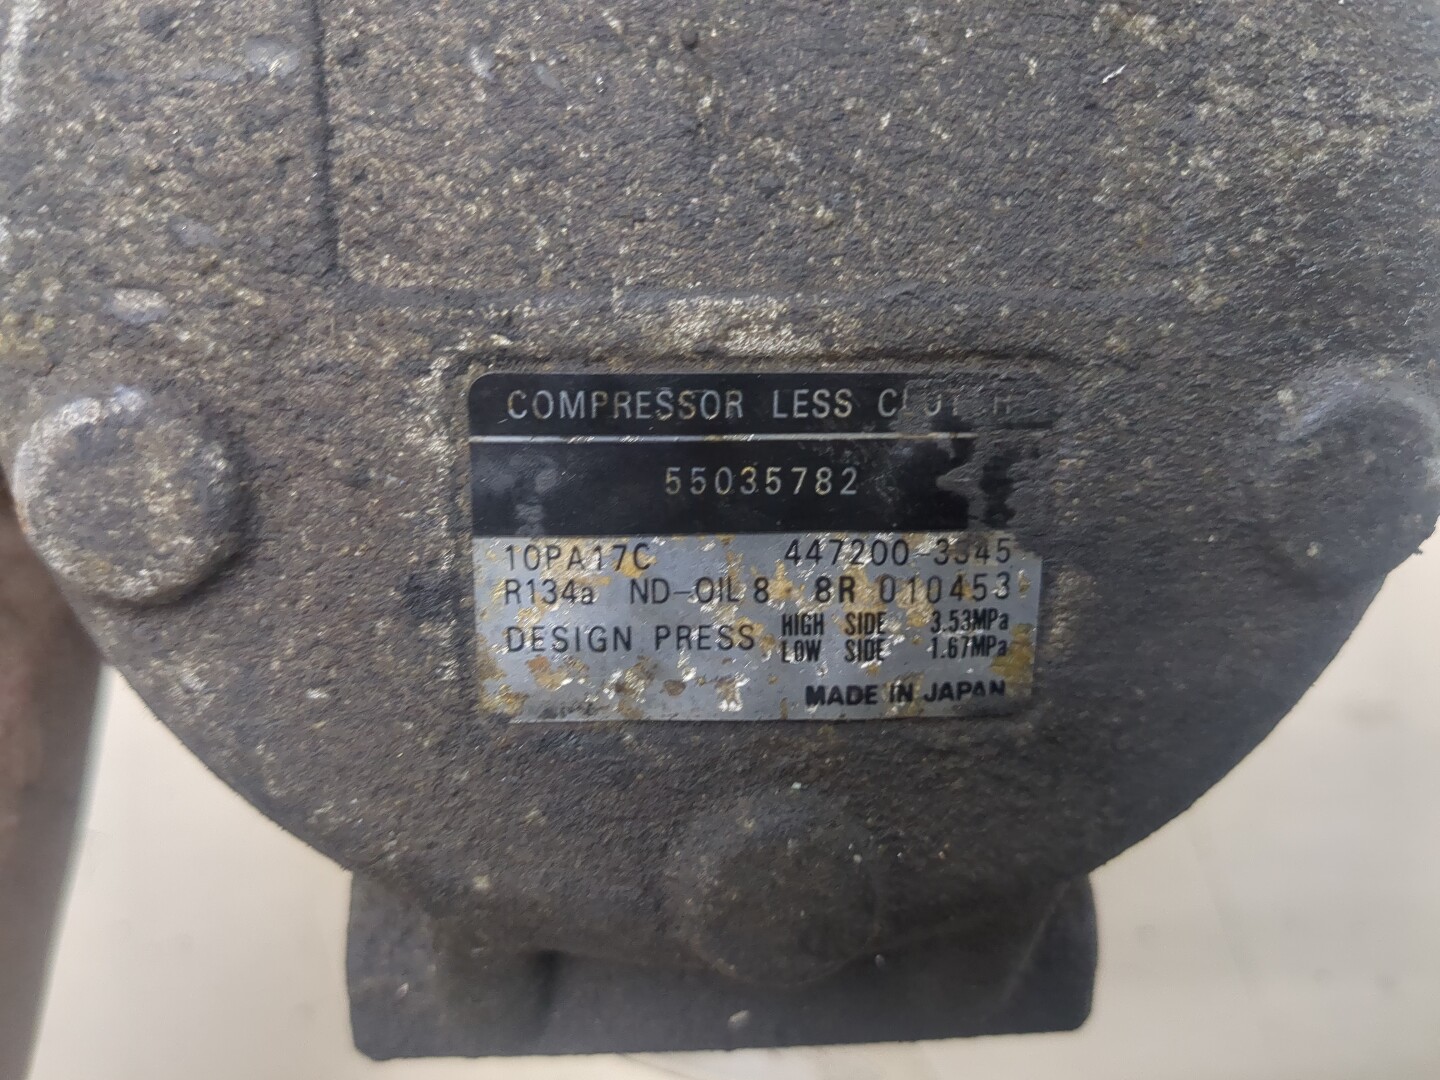 COMPRESSOR LESS CLUTCH
55035782
10PA17C 447200-3345
R134a ND-OIL 8 8R 010453
DESIGN PRESS HIGH SIDE 3.53MPa
LOW SIDE 1.67MPa
MADE IN JAPAN